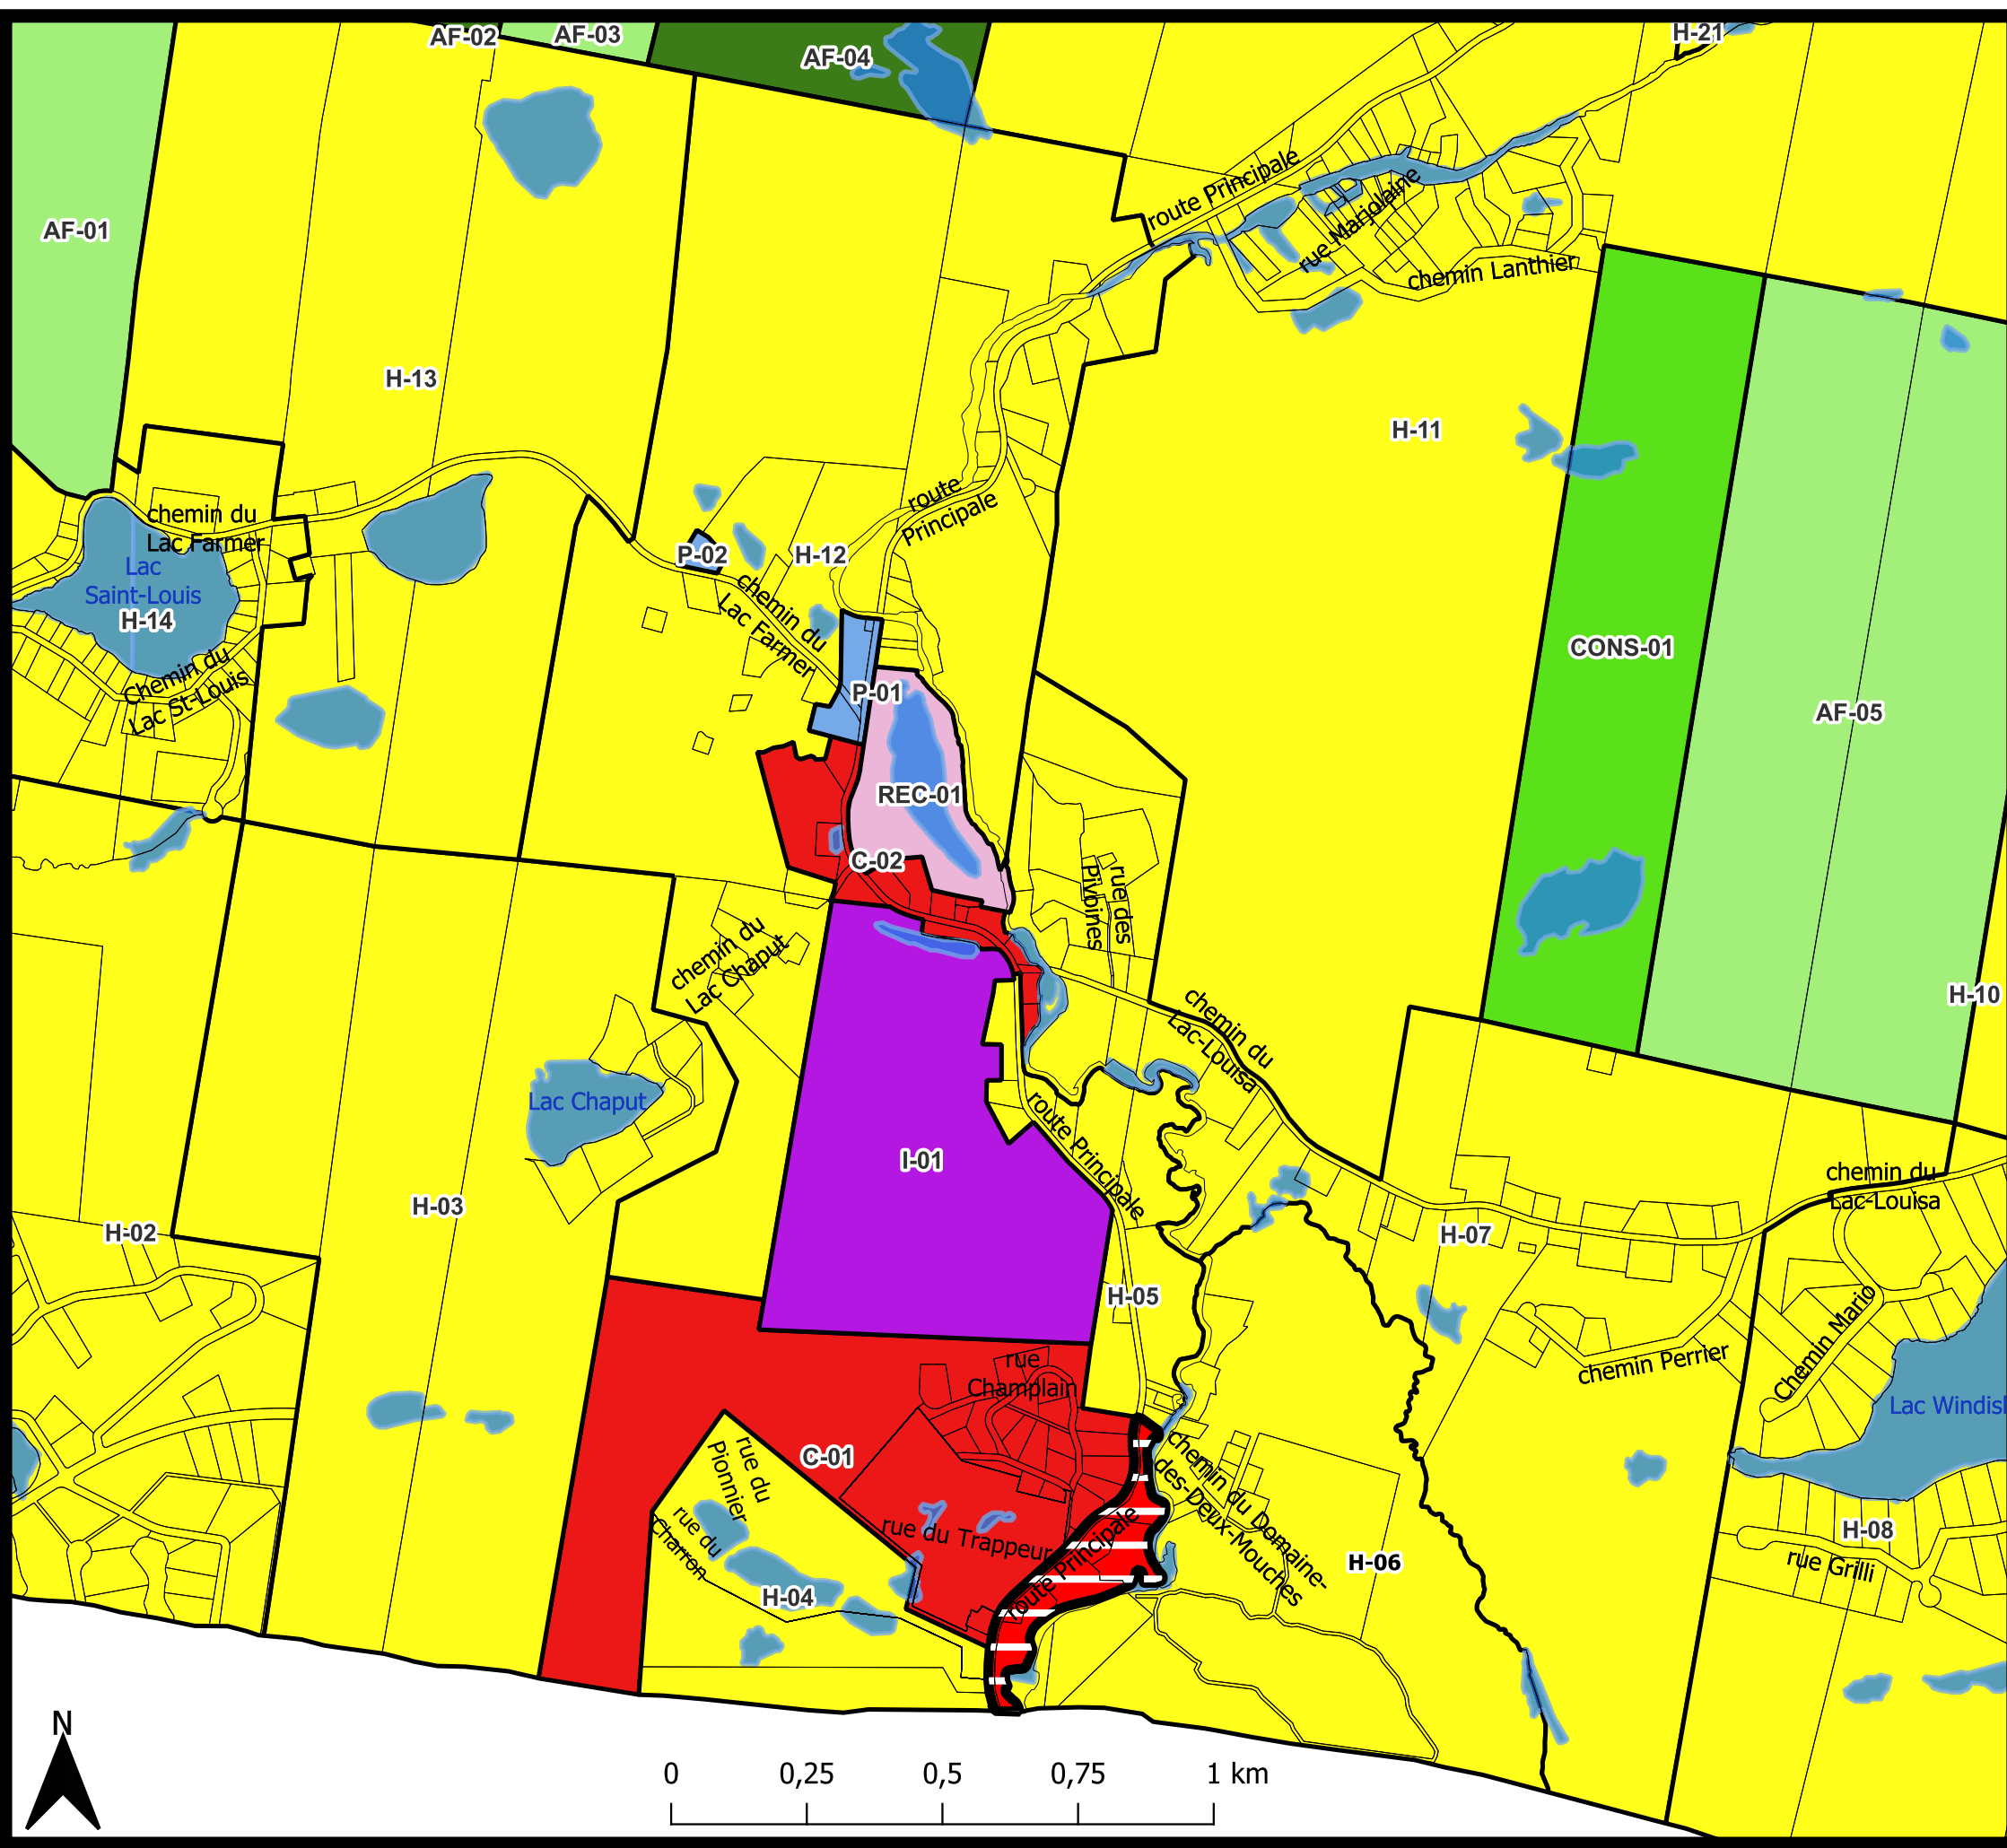 AF-02
AF-03
AF-04
H-21
AF-01
route Principale
rue Marjolaine
chemin Lanthier
H-13
H-11
chemin du
Lac Farmer
Lac
Saint-Louis
H-14
Chemin du
Lac St-Louis
route
Principale
P-02
H-12
chemin du
Lac Farmer
P-01
REC-01
C-02
CONS-01
AF-05
rue des
Pivoines
chemin du
Lac Chaput
H-10
chemin du
Lac-Louisa
Lac Chaput
route Principale
I-01
H-03
H-02
chemin du
Lac-Louisa
H-07
H-05
Chemin Mario
chemin Perrier
rue
Champlain
Lac Windish
C-01
rue du
Pionnier
rue du
Charron
rue du Trappeur
route Principale
chemin du Domaine-
des-Deux-Mouches
H-06
H-08
rue Grilli
H-04
N
0 0,25 0,5 0,75 1 km